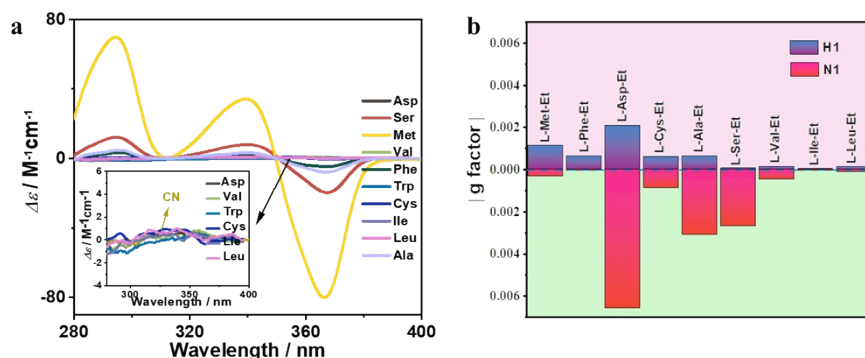 a
80
0
-80
280
320
360
400
Δε / M⁻¹cm⁻¹
Wavelength / nm
Asp
Ser
Met
Val
Phe
Trp
Cys
Ile
Leu
Ala
6
4
2
0
-2
-4
280
320
360
400
Δε / M⁻¹cm⁻¹
Wavelength / nm
CN
Asp
Val
Trp
Cys
Ile
Leu
b
| g factor |
0.006
0.004
0.002
0.000
0.002
0.004
0.006
L-Met-Et
L-Phe-Et
L-Asp-Et
L-Cys-Et
L-Ala-Et
L-Ser-Et
L-Val-Et
L-Ile-Et
L-Leu-Et
H1
N1